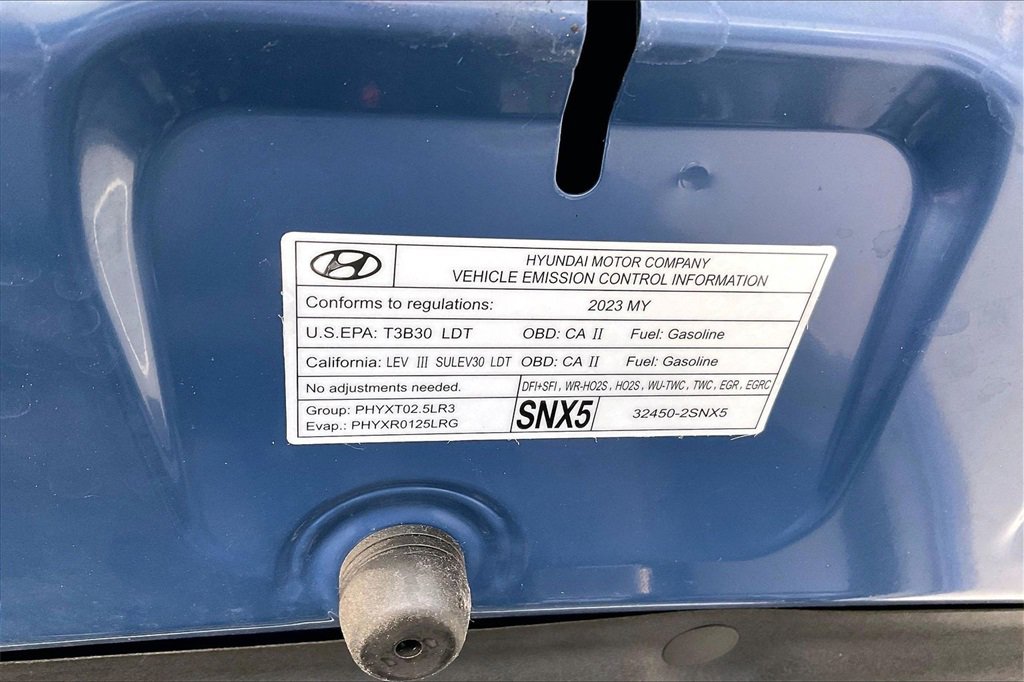 HYUNDAI MOTOR COMPANY
VEHICLE EMISSION CONTROL INFORMATION
Conforms to regulations: 2023 MY
U.S.EPA: T3B30 LDT OBD: CA II Fuel: Gasoline
California: LEV III SULEV30 LDT OBD: CA II Fuel: Gasoline
No adjustments needed. DFI+SFI , WR-HO2S , HO2S , WU-TWC , TWC , EGR , EGRC
Group: PHYXT02.5LR3
Evap.: PHYXR0125LRG
SNX5 32450-2SNX5